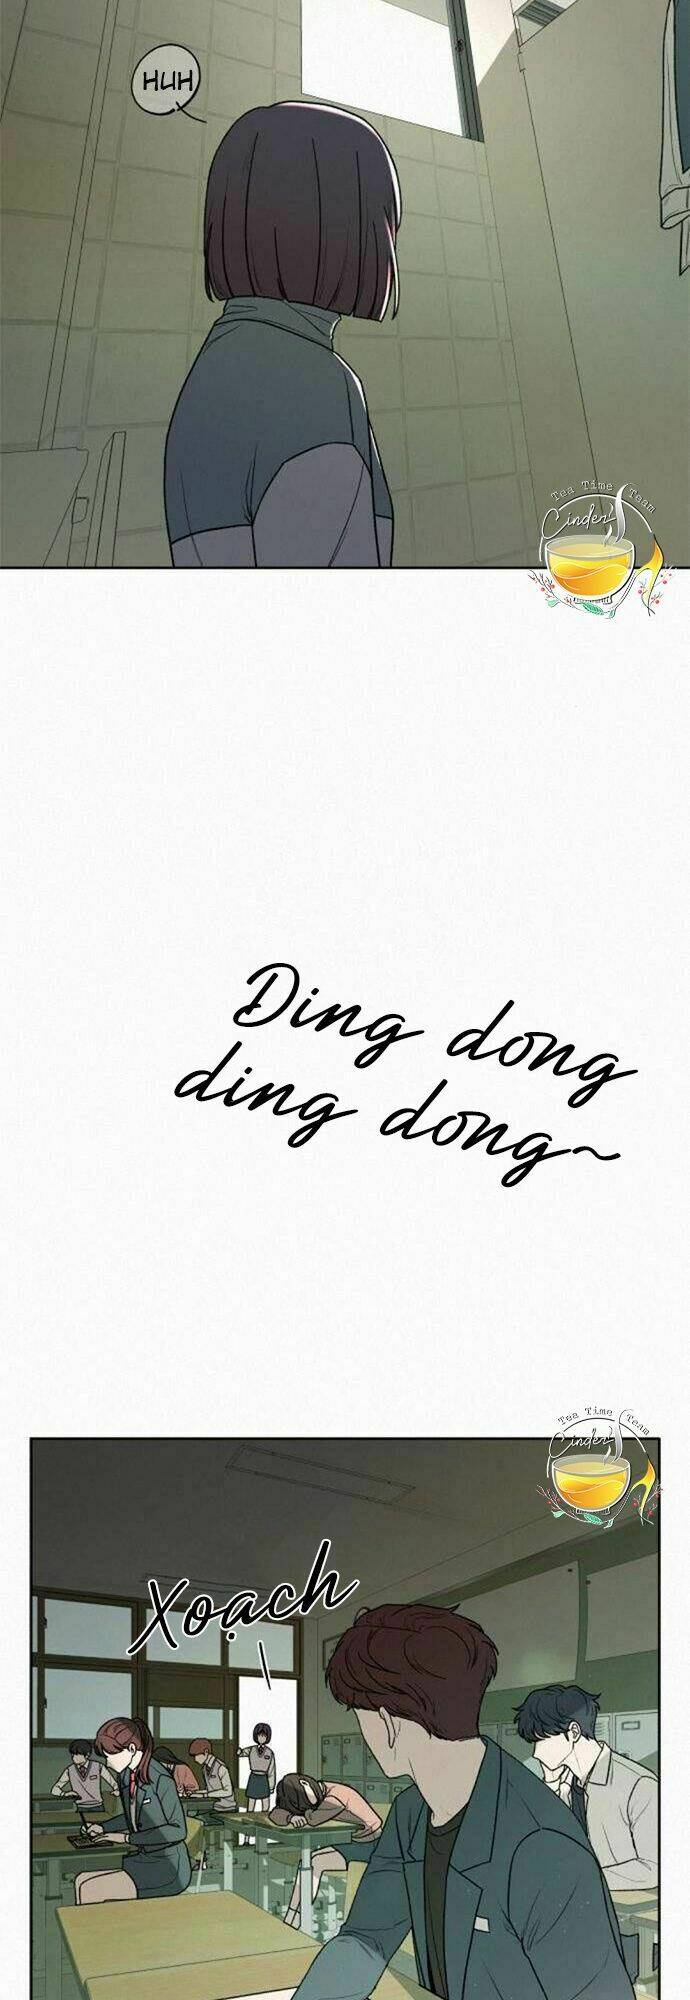 HUH
Tea Time Team
Cinder
Ding dong
ding dong~
Tea Time Team
Cinder
Xoạch